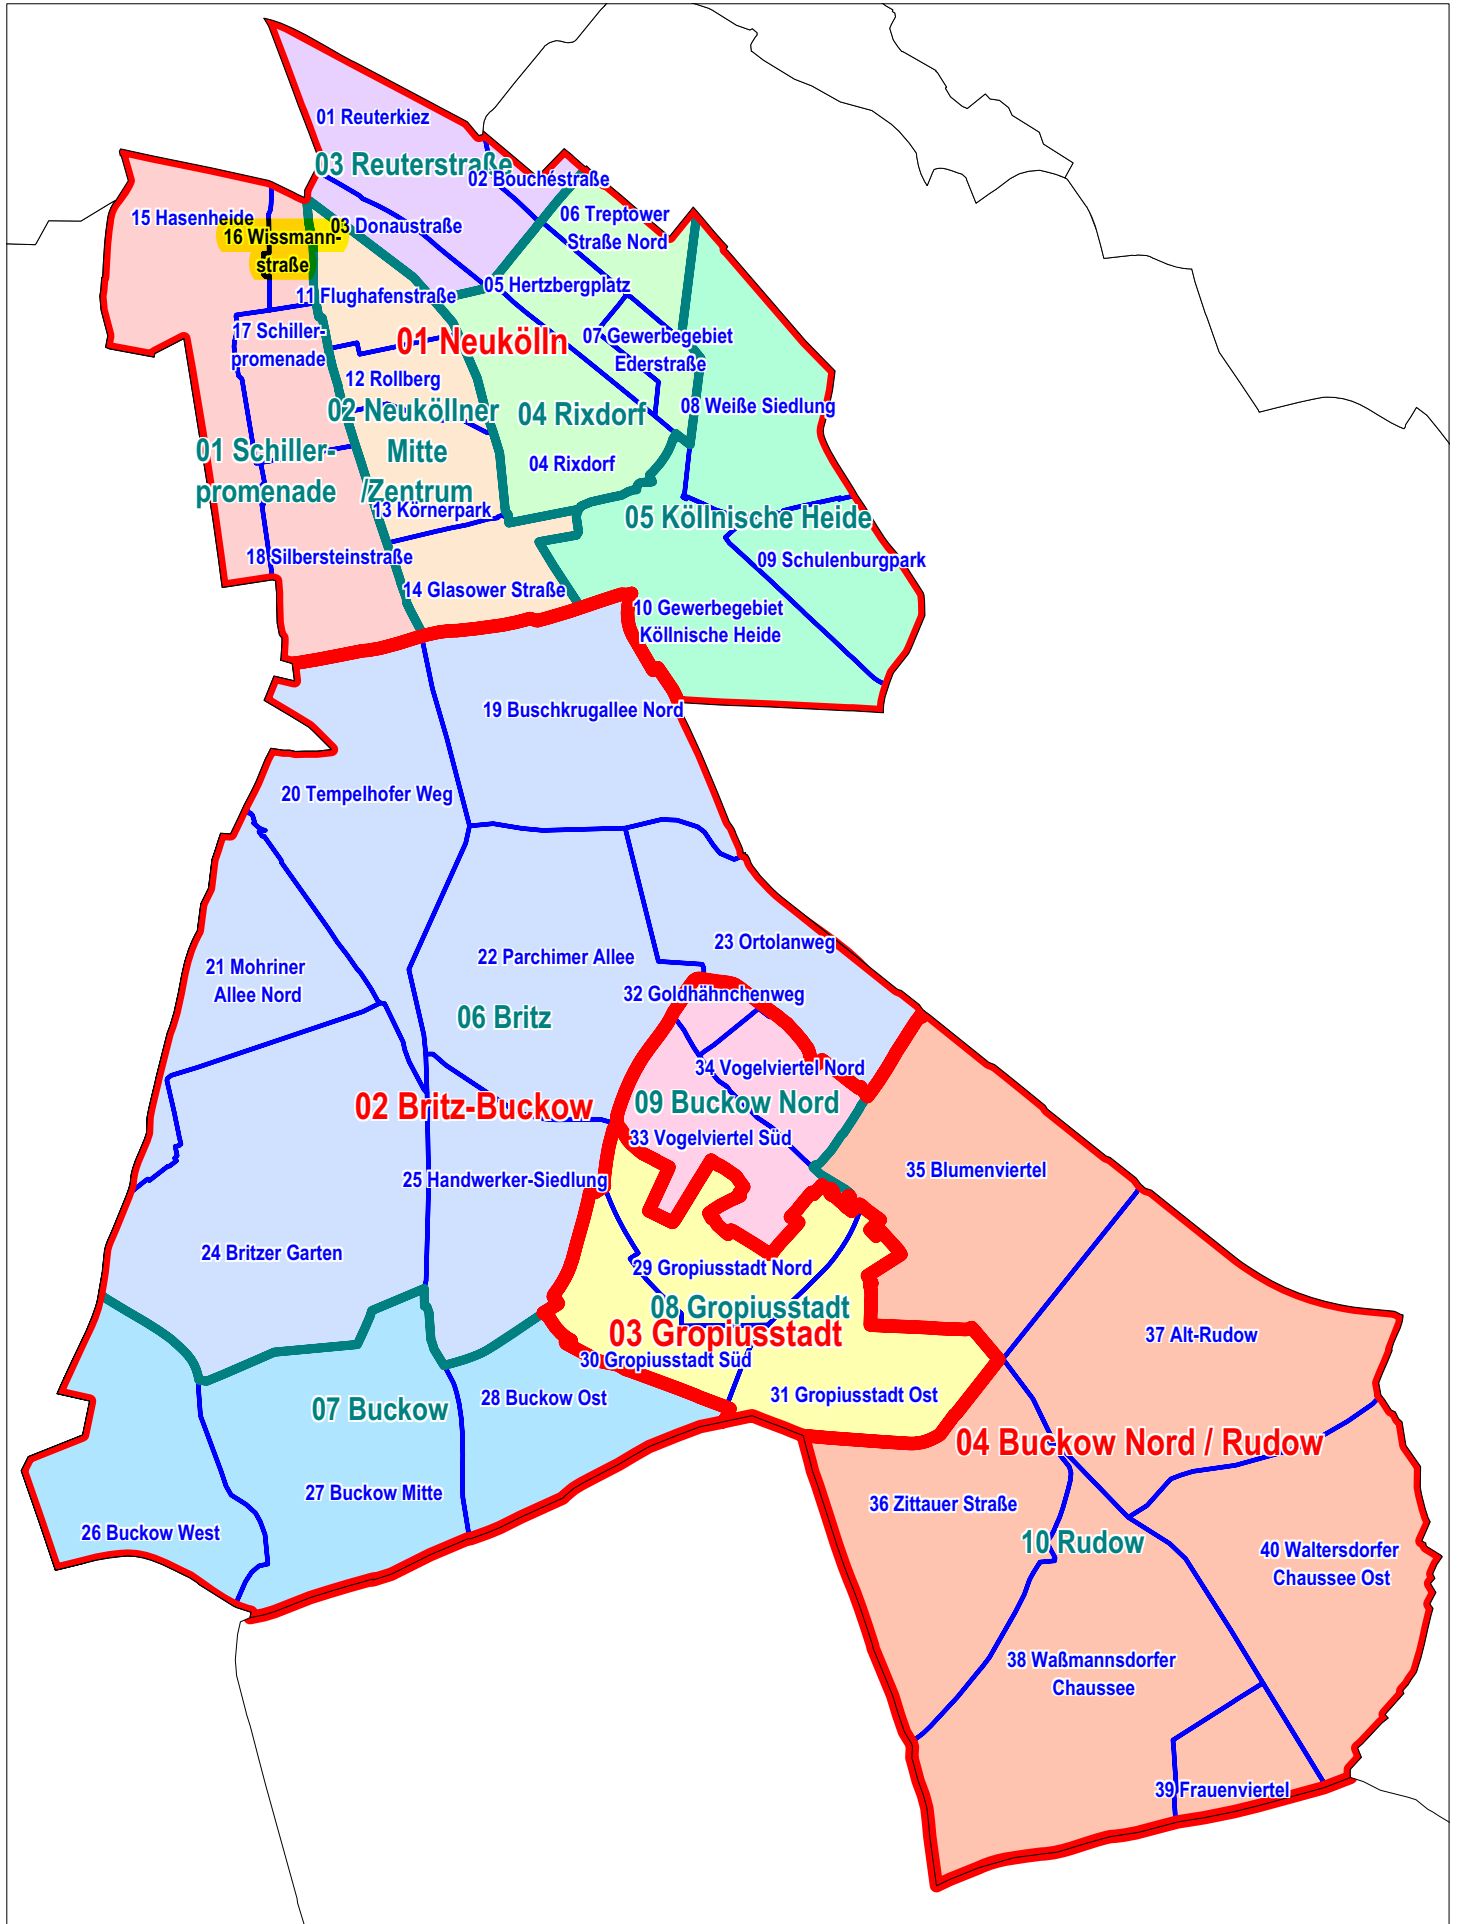 01 Reuterkiez
03 Reuterstraße
02 Bouchéstraße
15 Hasenheide
16 Wissmann-
straße
03 Donaustraße
06 Treptower
Straße Nord
05 Hertzbergplatz
11 Flughafenstraße
17 Schiller-
promenade
01 Neukölln
07 Gewerbegebiet
Ederstraße
12 Rollberg
08 Weiße Siedlung
02 Neuköllner
Mitte
/Zentrum
04 Rixdorf
01 Schiller-
promenade
04 Rixdorf
13 Körnerpark
05 Köllnische Heide
18 Silbersteinstraße
09 Schulenburgpark
14 Glasower Straße
10 Gewerbegebiet
Köllnische Heide
19 Buschkrugallee Nord
20 Tempelhofer Weg
23 Ortolanweg
22 Parchimer Allee
21 Mohriner
Allee Nord
32 Goldhähnchenweg
06 Britz
34 Vogelviertel Nord
02 Britz-Buckow
09 Buckow Nord
33 Vogelviertel Süd
35 Blumenviertel
25 Handwerker-Siedlung
24 Britzer Garten
29 Gropiusstadt Nord
08 Gropiusstadt
03 Gropiusstadt
37 Alt-Rudow
30 Gropiusstadt Süd
31 Gropiusstadt Ost
28 Buckow Ost
07 Buckow
04 Buckow Nord / Rudow
27 Buckow Mitte
36 Zittauer Straße
26 Buckow West
10 Rudow
40 Waltersdorfer
Chaussee Ost
38 Waßmannsdorfer
Chaussee
39 Frauenviertel